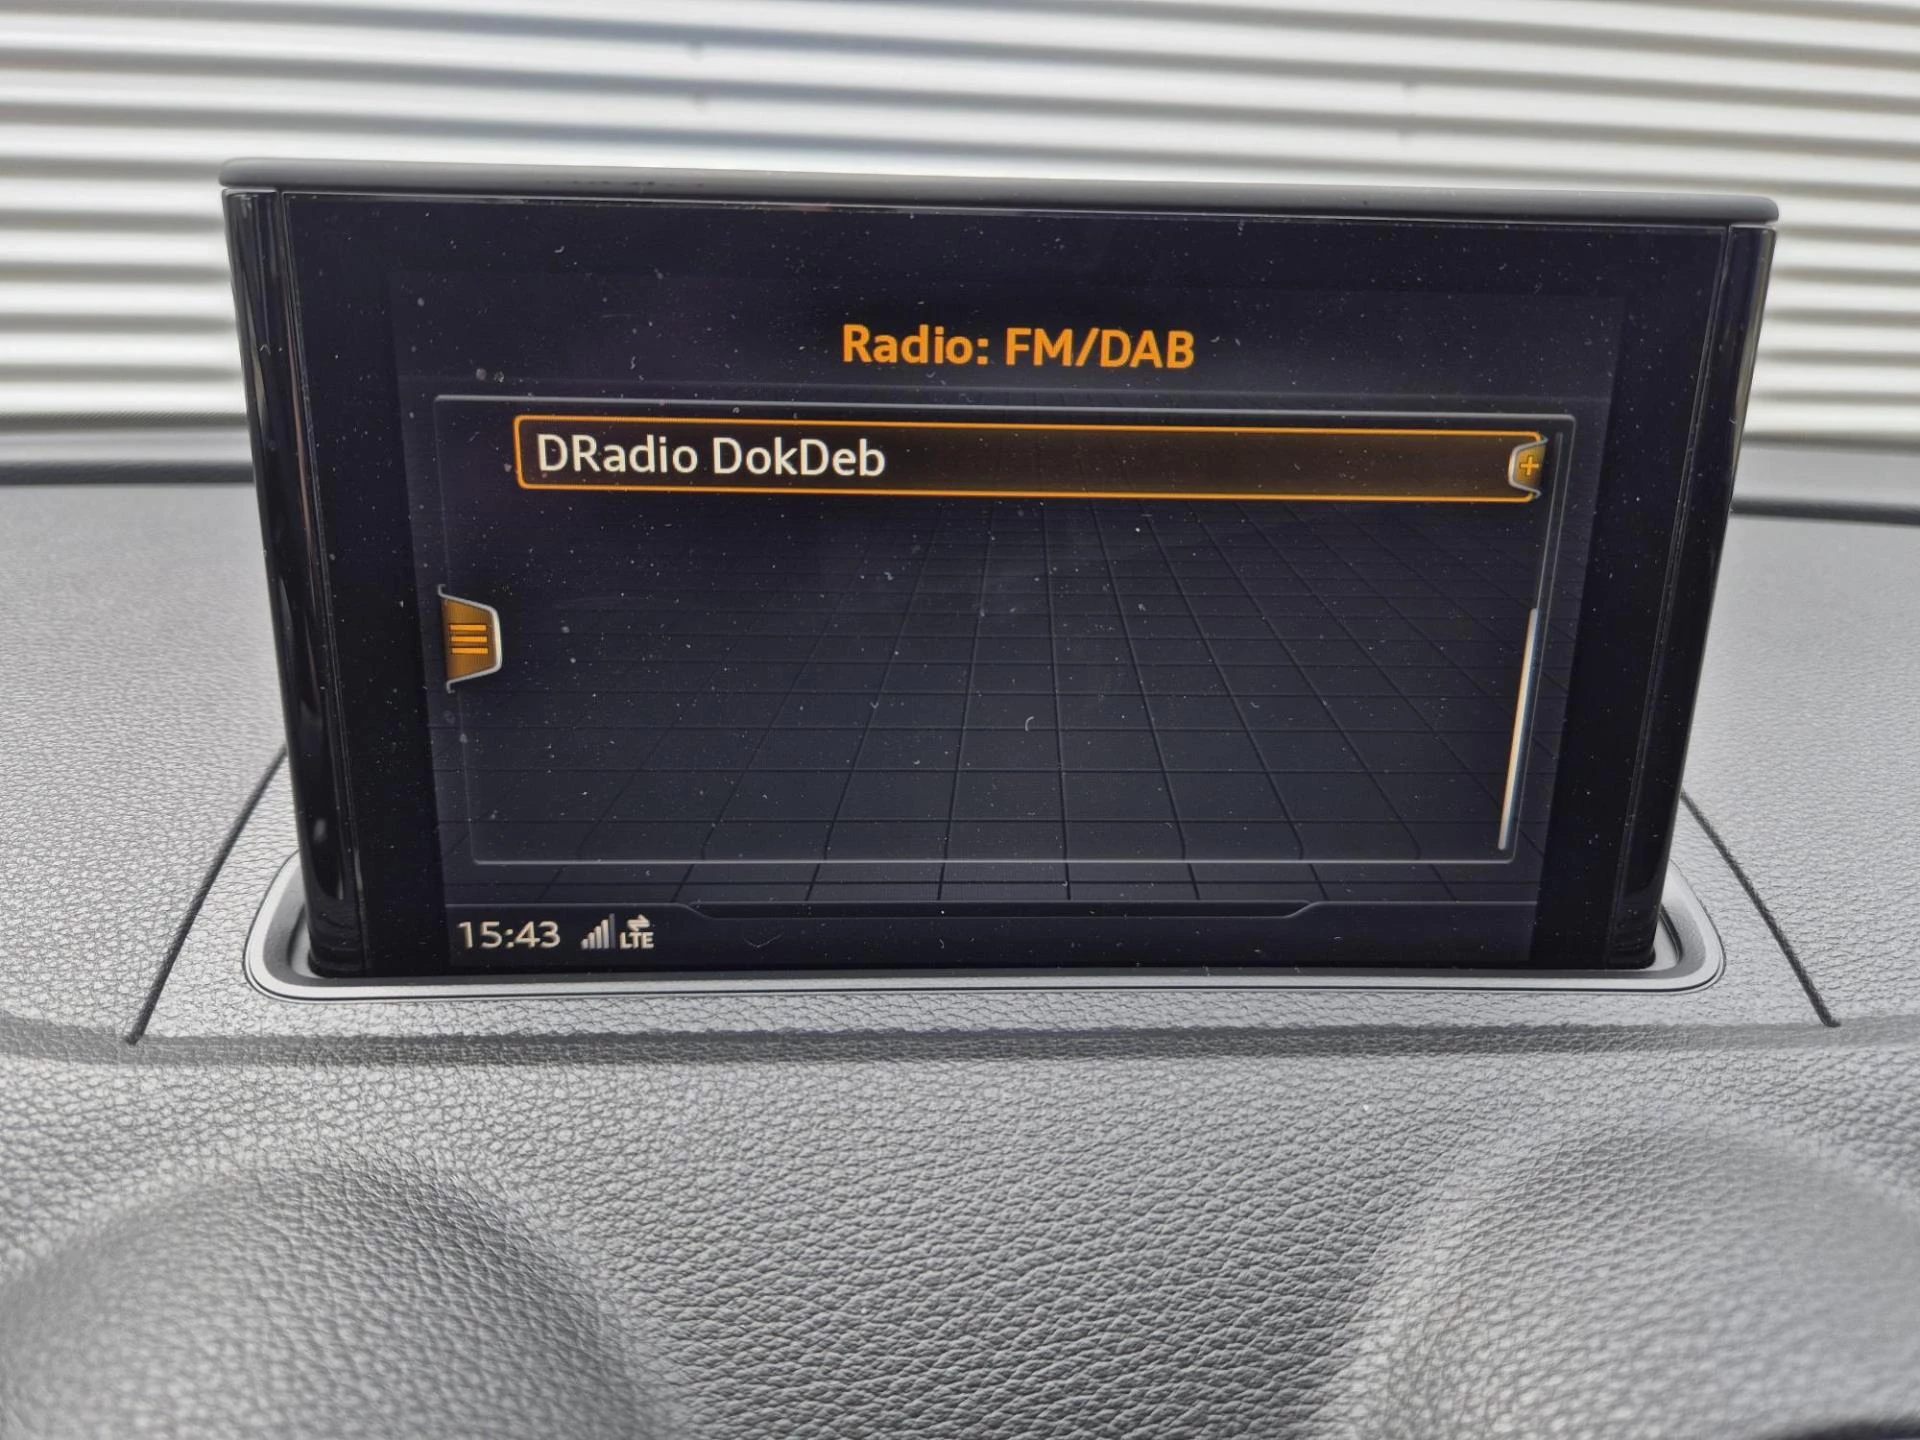 Radio: FM/DAB
DRadio DokDeb
15:43 LTE